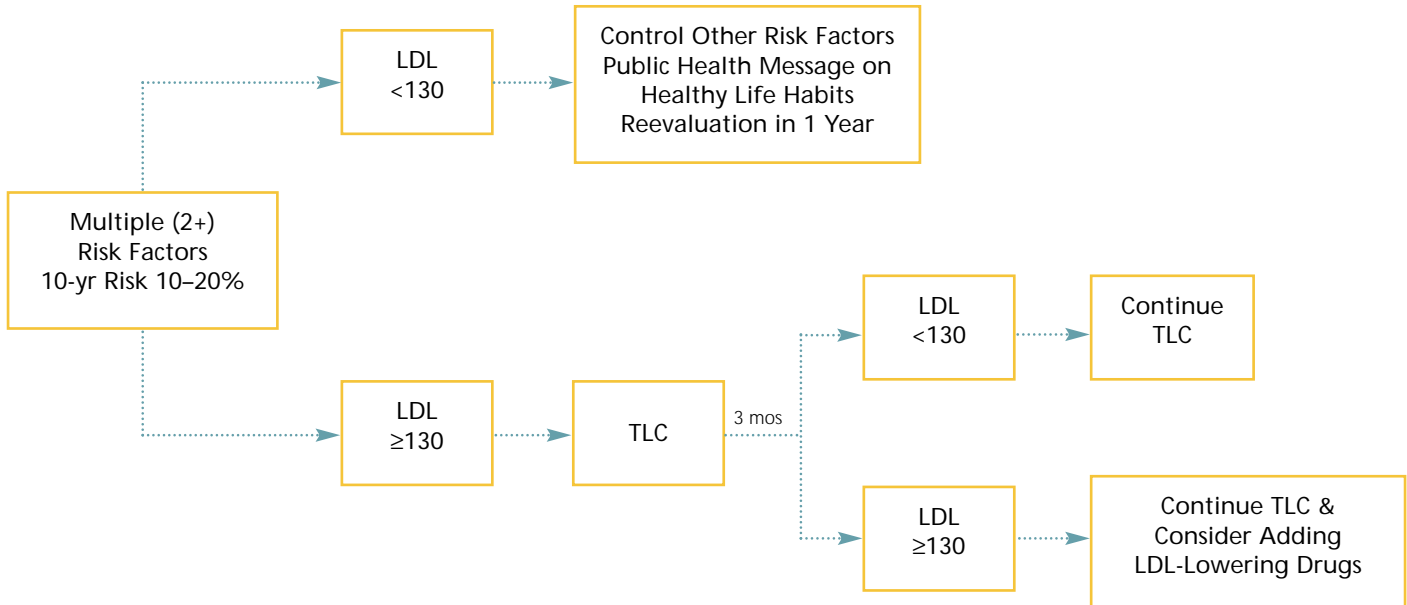 LDL
<130
Control Other Risk Factors
Public Health Message on
Healthy Life Habits
Reevaluation in 1 Year
Multiple (2+)
Risk Factors
10-yr Risk 10–20%
LDL
≥130
TLC
3 mos
LDL
<130
Continue
TLC
LDL
≥130
Continue TLC &
Consider Adding
LDL-Lowering Drugs